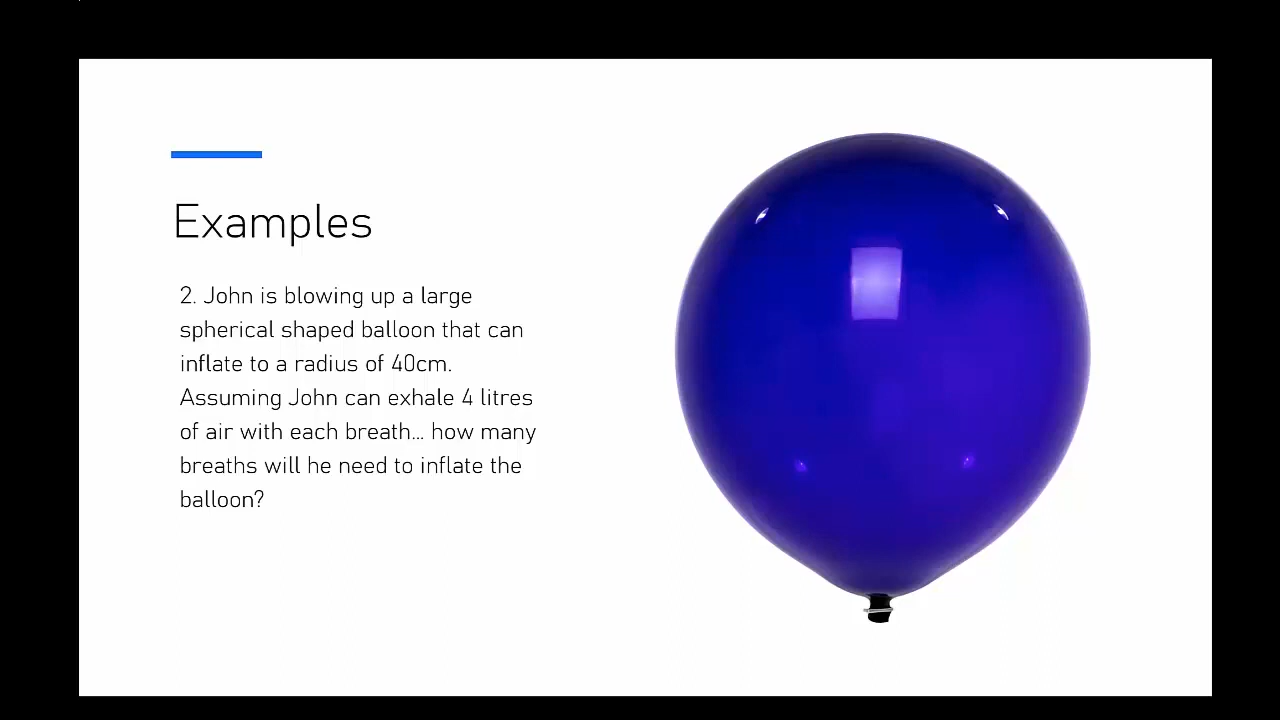 Examples
2. John is blowing up a large
spherical shaped balloon that can
inflate to a radius of 40cm.
Assuming John can exhale 4 litres
of air with each breath... how many
breaths will he need to inflate the
balloon?